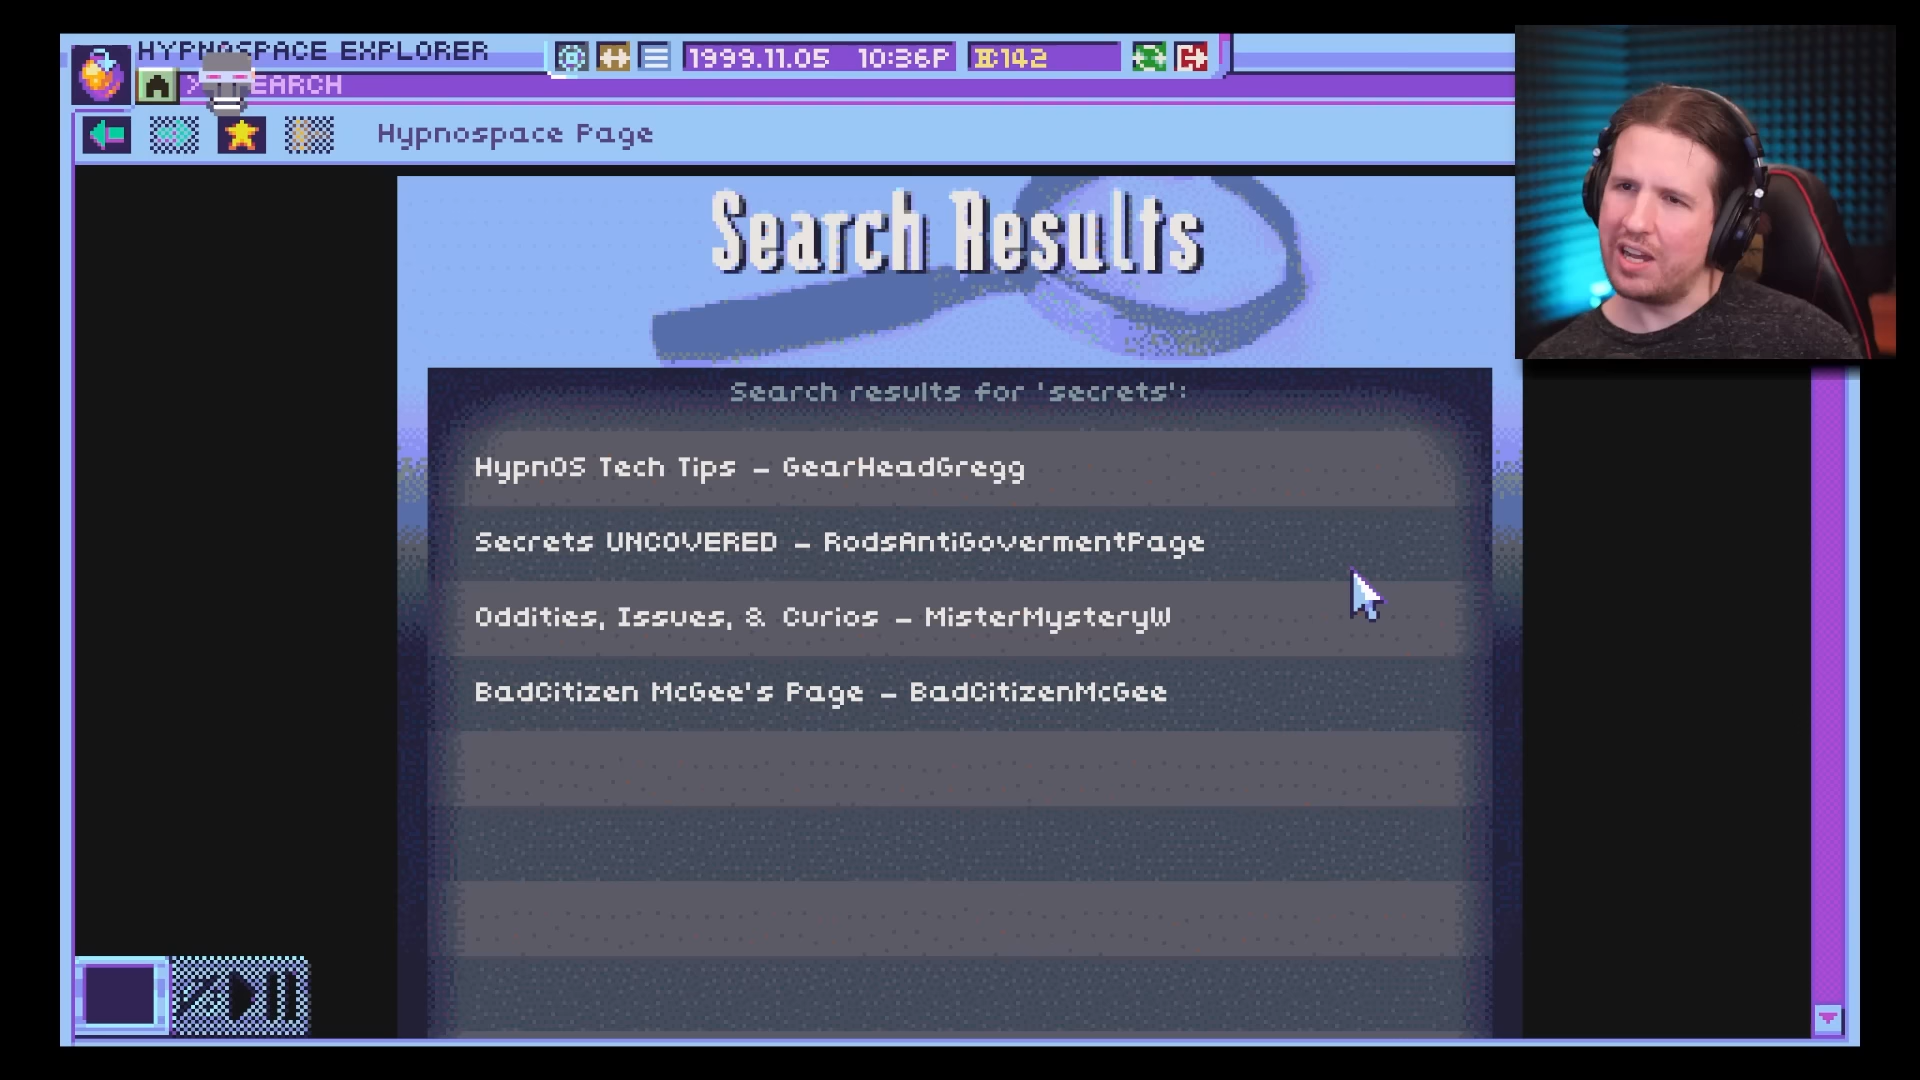 HYPNOSPACE EXPLORER
1999.11.05 10:36P
142
EARCH
Hypnospace Page
Search Results
Search results for 'secrets':
HypnOS Tech Tips - GearHeadGregg
Secrets UNCOVERED - RodsAntiGovermentPage
Oddities, Issues, & Curios - MisterMysteryW
BadCitizen McGee's Page - BadCitizenMcGee